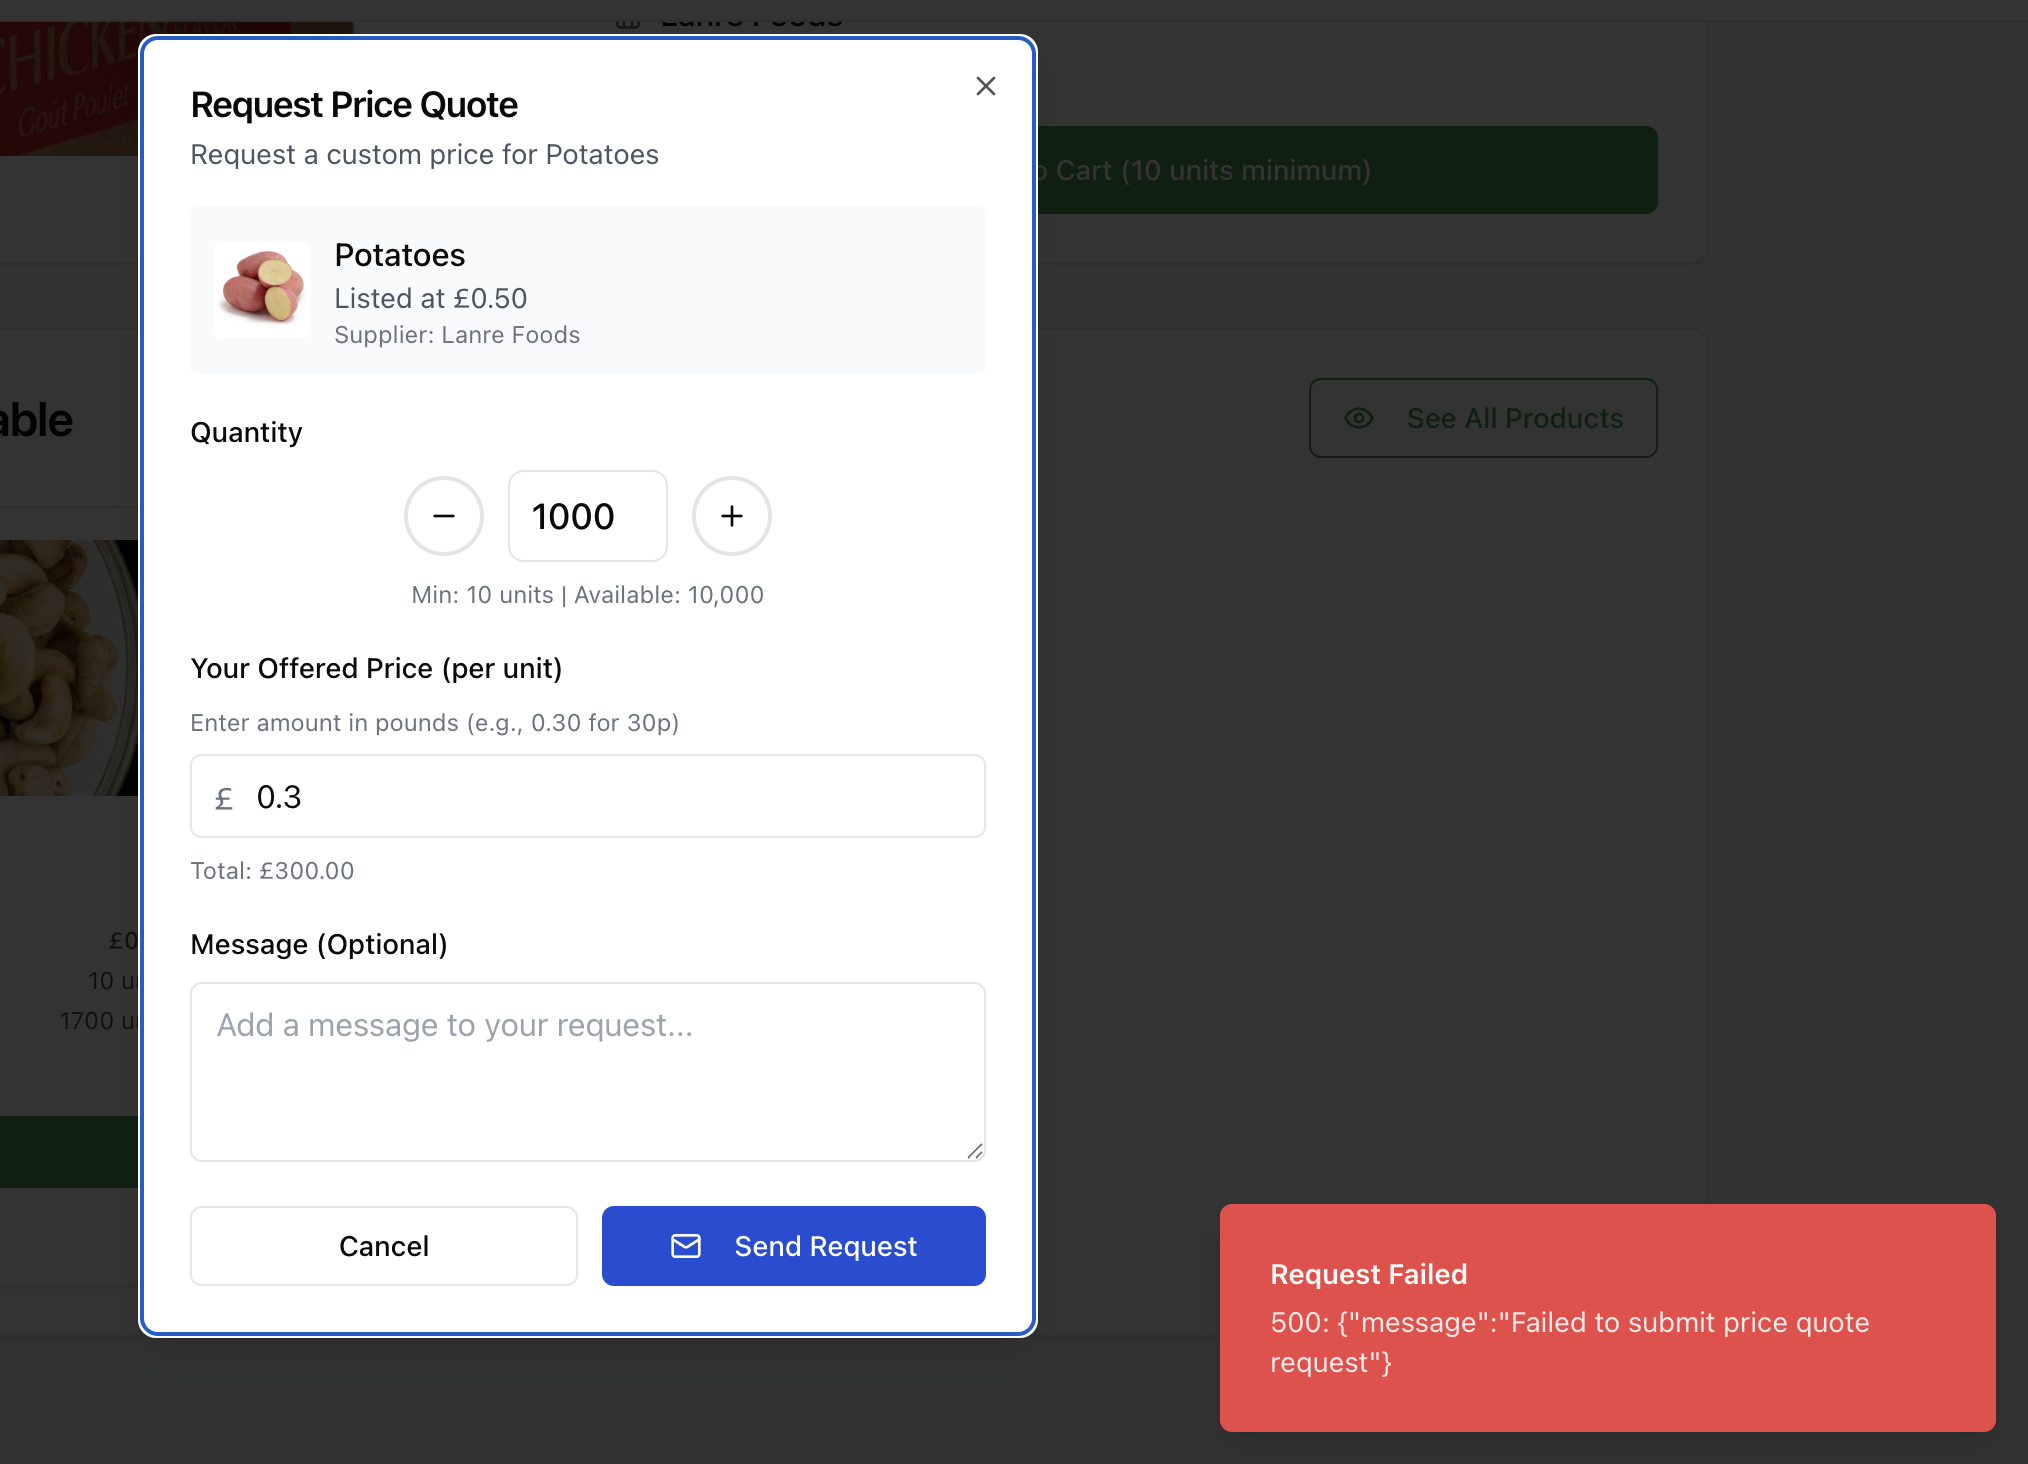 CHICKEN
Goût Poulet
Lanre Foods
Request Price Quote
Request a custom price for Potatoes
Cart (10 units minimum)
Potatoes
Listed at £0.50
Supplier: Lanre Foods
able
See All Products
Quantity
1000
Min: 10 units | Available: 10,000
Your Offered Price (per unit)
Enter amount in pounds (e.g., 0.30 for 30p)
£ 0.3
Total: £300.00
Message (Optional)
£0
10 u
1700 u
Add a message to your request...
Cancel
Send Request
Request Failed
500: {"message":"Failed to submit price quote
request"}